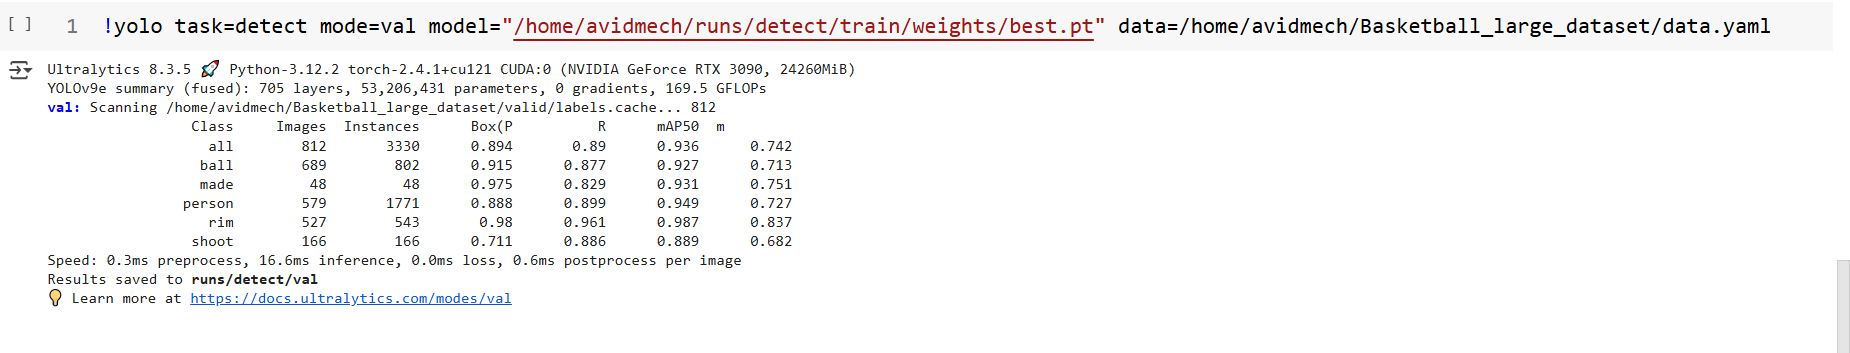 [ ] 1 !yolo task=detect mode=val model="/home/avidmech/runs/detect/train/weights/best.pt" data=/home/avidmech/Basketball_large_dataset/data.yaml
Ultralytics 8.3.5 🚀 Python-3.12.2 torch-2.4.1+cu121 CUDA:0 (NVIDIA GeForce RTX 3090, 24260MiB)
YOLOv9e summary (fused): 705 layers, 53,206,431 parameters, 0 gradients, 169.5 GFLOPs
val: Scanning /home/avidmech/Basketball_large_dataset/valid/labels.cache... 812
Class Images Instances Box(P R mAP50 m
all 812 3330 0.894 0.89 0.936 0.742
ball 689 802 0.915 0.877 0.927 0.713
made 48 48 0.975 0.829 0.931 0.751
person 579 1771 0.888 0.899 0.949 0.727
rim 527 543 0.98 0.961 0.987 0.837
shoot 166 166 0.711 0.886 0.889 0.682
Speed: 0.3ms preprocess, 16.6ms inference, 0.0ms loss, 0.6ms postprocess per image
Results saved to runs/detect/val
💡 Learn more at https://docs.ultralytics.com/modes/val